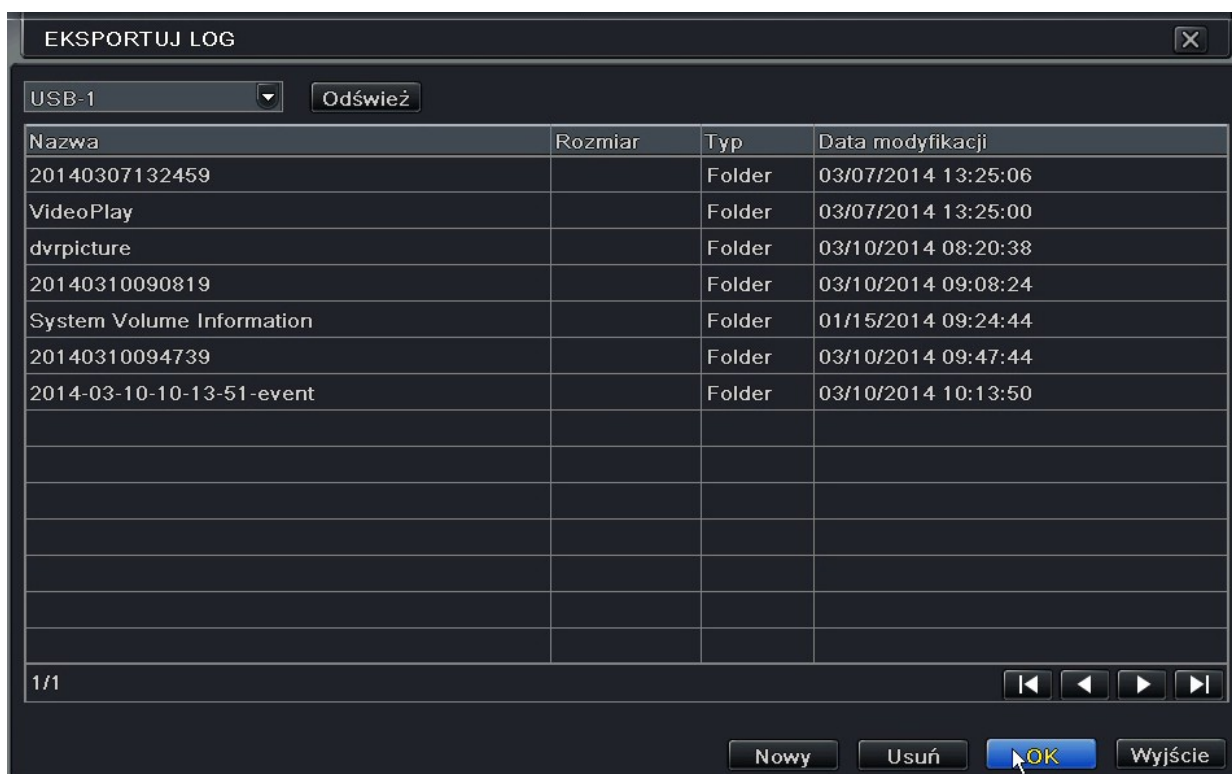 EKSPORTUJ LOG
USB-1 Odśwież
Nazwa Rozmiar Typ Data modyfikacji
20140307132459 Folder 03/07/2014 13:25:06
VideoPlay Folder 03/07/2014 13:25:00
dvrpicture Folder 03/10/2014 08:20:38
20140310090819 Folder 03/10/2014 09:08:24
System Volume Information Folder 01/15/2014 09:24:44
20140310094739 Folder 03/10/2014 09:47:44
2014-03-10-10-13-51-event Folder 03/10/2014 10:13:50
1/1
Nowy Usuń OK Wyjście